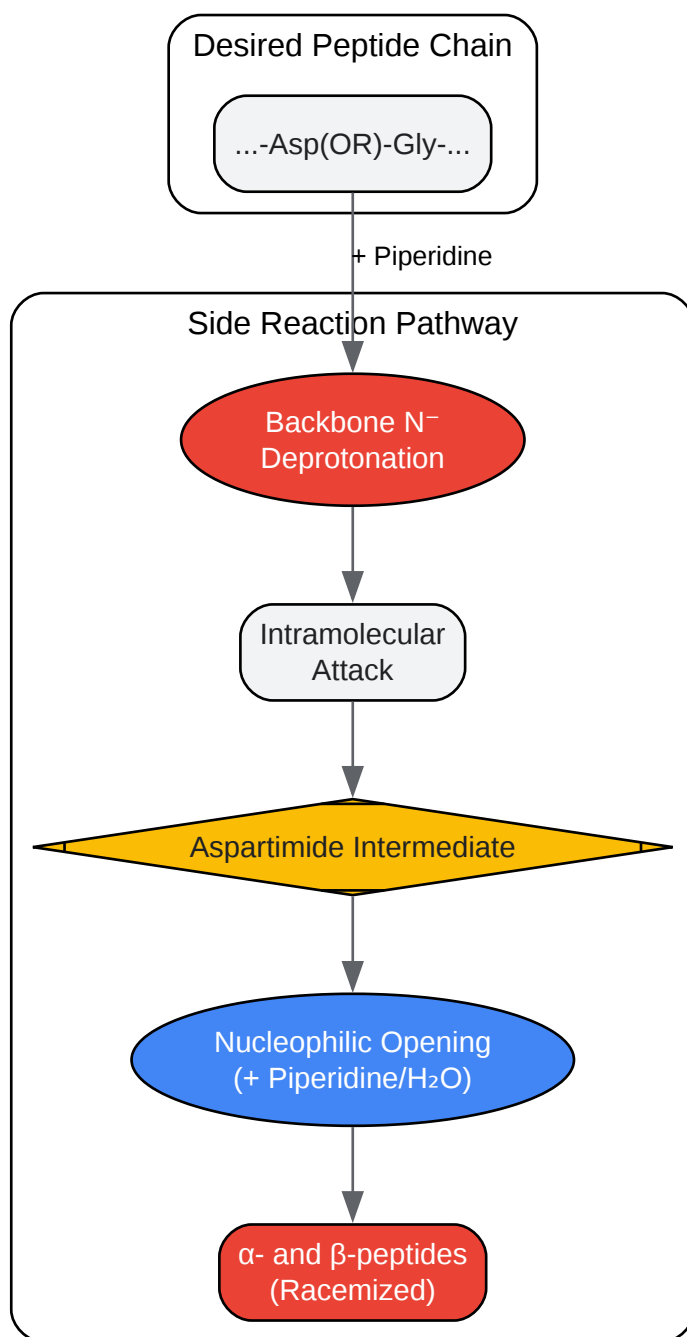 Desired Peptide Chain
...-Asp(OR)-Gly-...
+ Piperidine
Side Reaction Pathway
Backbone N⁻
Deprotonation
Intramolecular
Attack
Aspartimide Intermediate
Nucleophilic Opening
(+ Piperidine/H₂O)
α- and β-peptides
(Racemized)